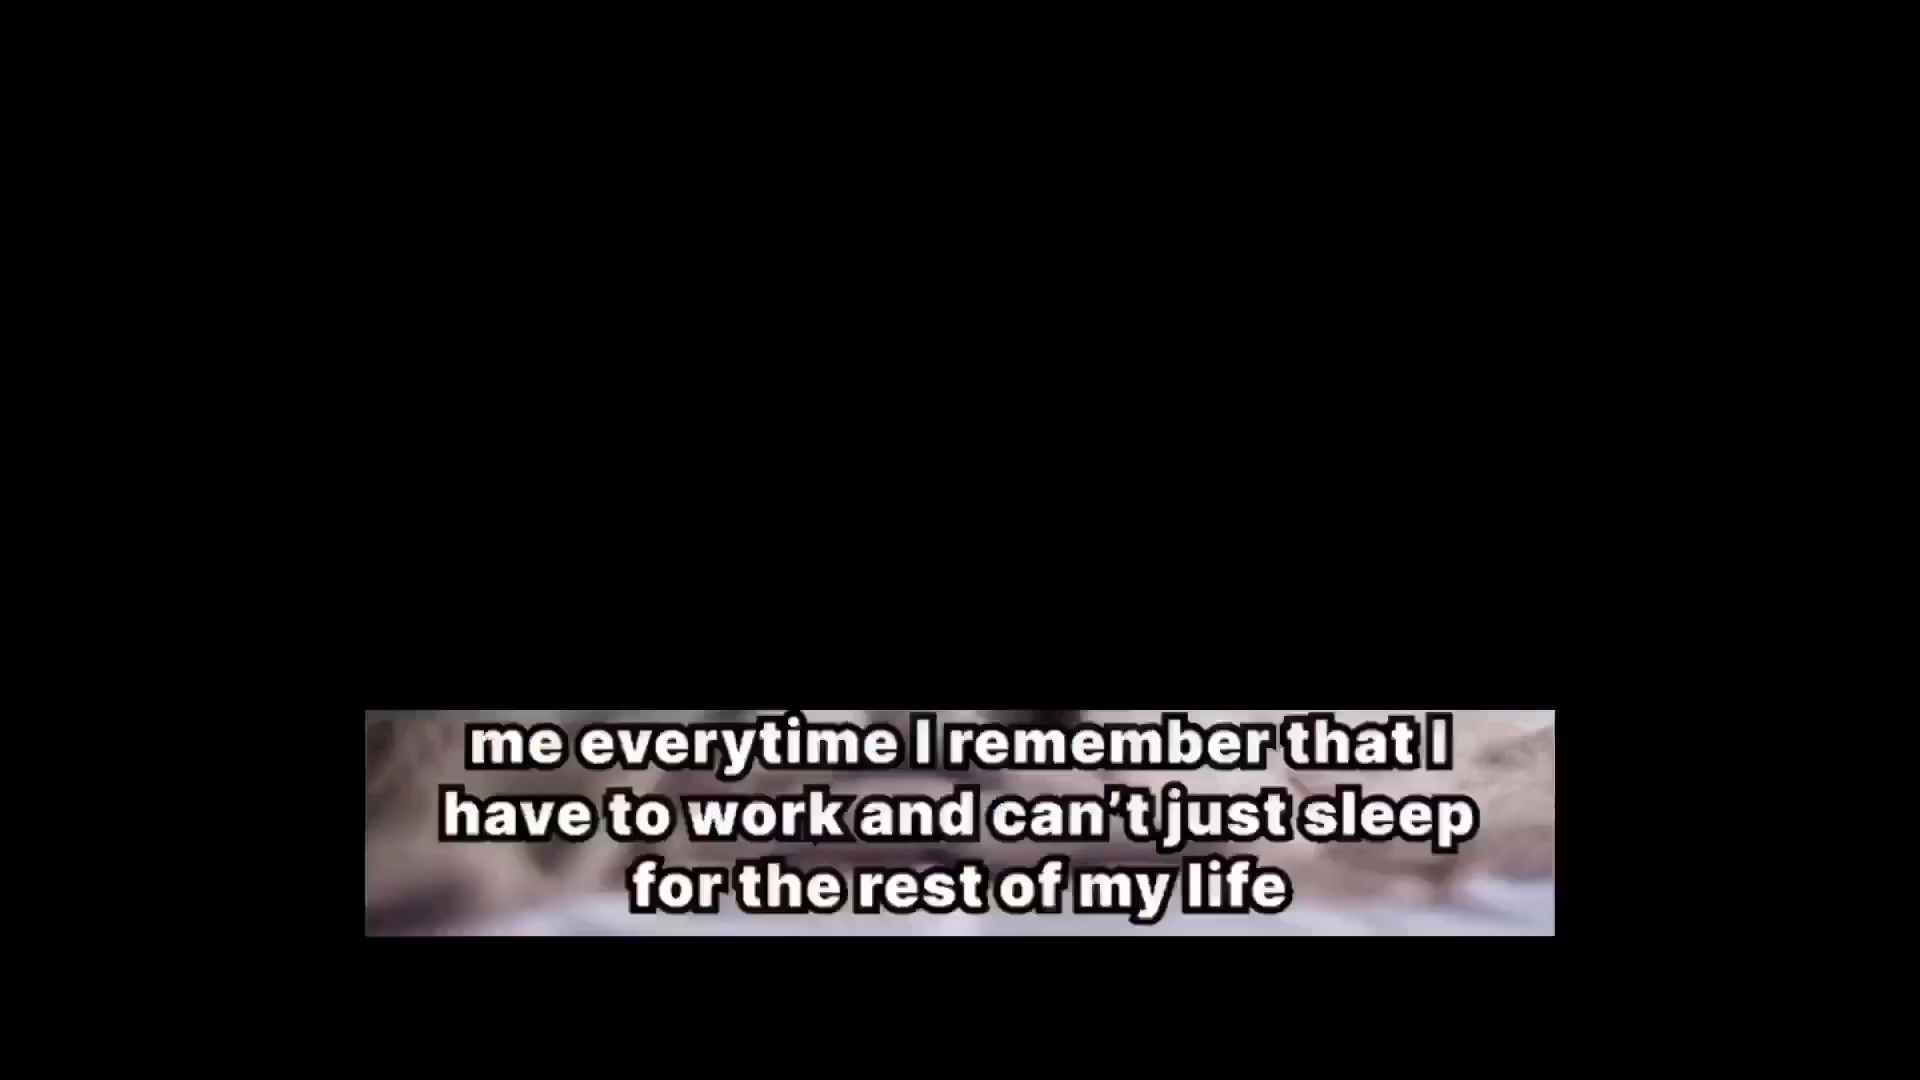 me everytime I remember that I
have to work and can't just sleep
for the rest of my life